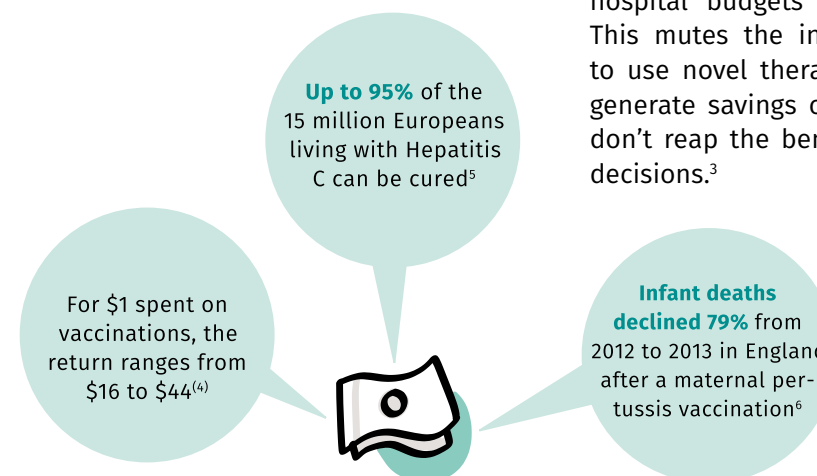 hospital budgets
This mutes the in
to use novel thera
generate savings
don’t reap the ben
decisions.³
Up to 95% of the
15 million Europeans
living with Hepatitis
C can be cured⁵
For $1 spent on
vaccinations, the
return ranges from
$16 to $44⁽⁴⁾
Infant deaths
declined 79% from
2012 to 2013 in England
after a maternal per-
tussis vaccination⁶